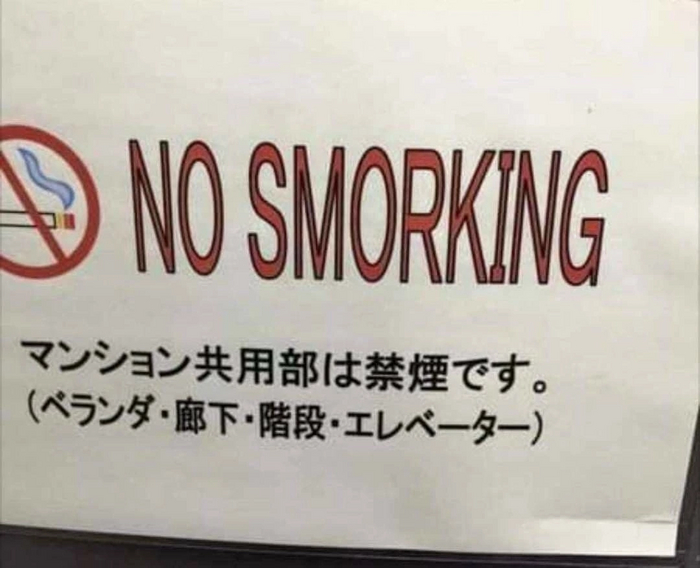 NO SMORKING
マンション共用部は禁煙です。
(ベランダ・廊下・階段・エレベーター)